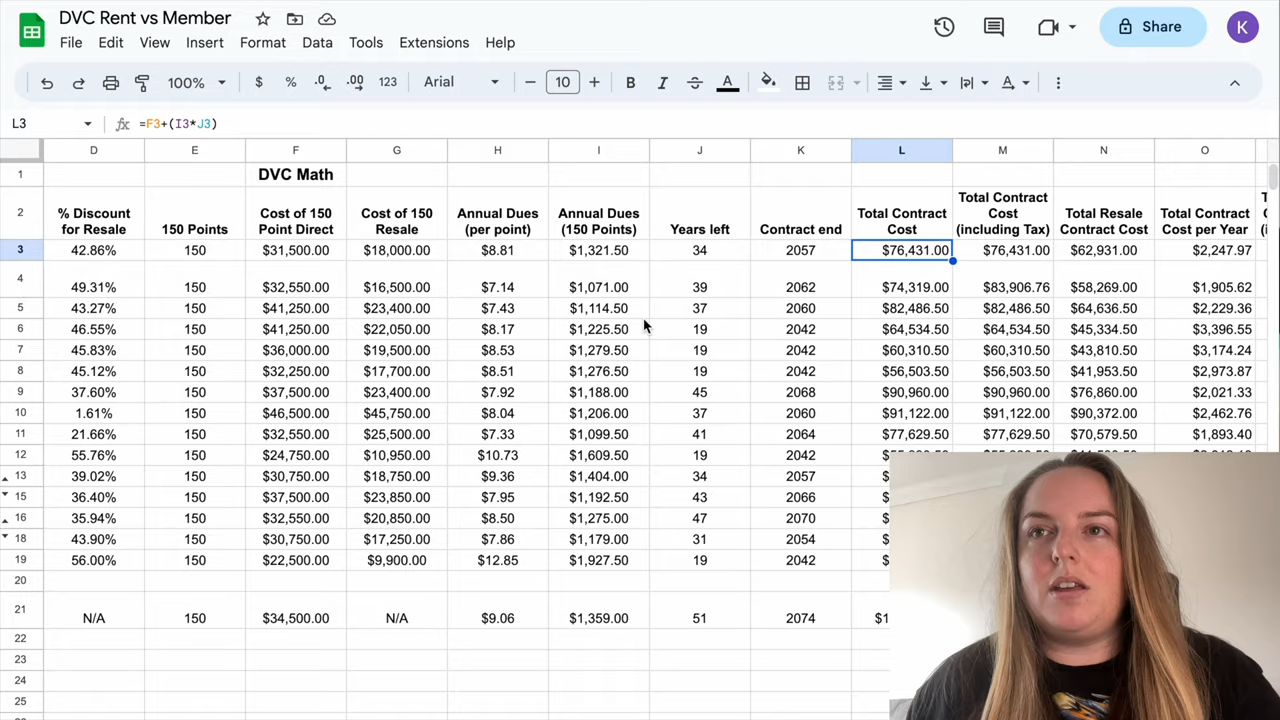 DVC Rent vs Member
K
Share
File Edit View Insert Format Data Tools Extensions Help
100% $ % .0 .00 123 Arial 10 B I A
L3 fx =F3+(I3*J3)
D E F G H I J K L M N O
1 DVC Math
2 % Discount for Resale 150 Points Cost of 150 Point Direct Cost of 150 Resale Annual Dues (per point) Annual Dues (150 Points) Years left Contract end Total Contract Cost Total Contract Cost (including Tax) Total Resale Contract Cost Total Contract Cost per Year
3 42.86% 150 $31,500.00 $18,000.00 $8.81 $1,321.50 34 2057 $76,431.00 $76,431.00 $62,931.00 $2,247.97
4 49.31% 150 $32,550.00 $16,500.00 $7.14 $1,071.00 39 2062 $74,319.00 $83,906.76 $58,269.00 $1,905.62
5 43.27% 150 $41,250.00 $23,400.00 $7.43 $1,114.50 37 2060 $82,486.50 $82,486.50 $64,636.50 $2,229.36
6 46.55% 150 $41,250.00 $22,050.00 $8.17 $1,225.50 19 2042 $64,534.50 $64,534.50 $45,334.50 $3,396.55
7 45.83% 150 $36,000.00 $19,500.00 $8.53 $1,279.50 19 2042 $60,310.50 $60,310.50 $43,810.50 $3,174.24
8 45.12% 150 $32,250.00 $17,700.00 $8.51 $1,276.50 19 2042 $56,503.50 $56,503.50 $41,953.50 $2,973.87
9 37.60% 150 $37,500.00 $23,400.00 $7.92 $1,188.00 45 2068 $90,960.00 $90,960.00 $76,860.00 $2,021.33
10 1.61% 150 $46,500.00 $45,750.00 $8.04 $1,206.00 37 2060 $91,122.00 $91,122.00 $90,372.00 $2,462.76
11 21.66% 150 $32,550.00 $25,500.00 $7.33 $1,099.50 41 2064 $77,629.50 $77,629.50 $70,579.50 $1,893.40
12 55.76% 150 $24,750.00 $10,950.00 $10.73 $1,609.50 19 2042
13 39.02% 150 $30,750.00 $18,750.00 $9.36 $1,404.00 34 2057
15 36.40% 150 $37,500.00 $23,850.00 $7.95 $1,192.50 43 2066
16 35.94% 150 $32,550.00 $20,850.00 $8.50 $1,275.00 47 2070
18 43.90% 150 $30,750.00 $17,250.00 $7.86 $1,179.00 31 2054
19 56.00% 150 $22,500.00 $9,900.00 $12.85 $1,927.50 19 2042
20
21 N/A 150 $34,500.00 N/A $9.06 $1,359.00 51 2074 $1
22
23
24
25